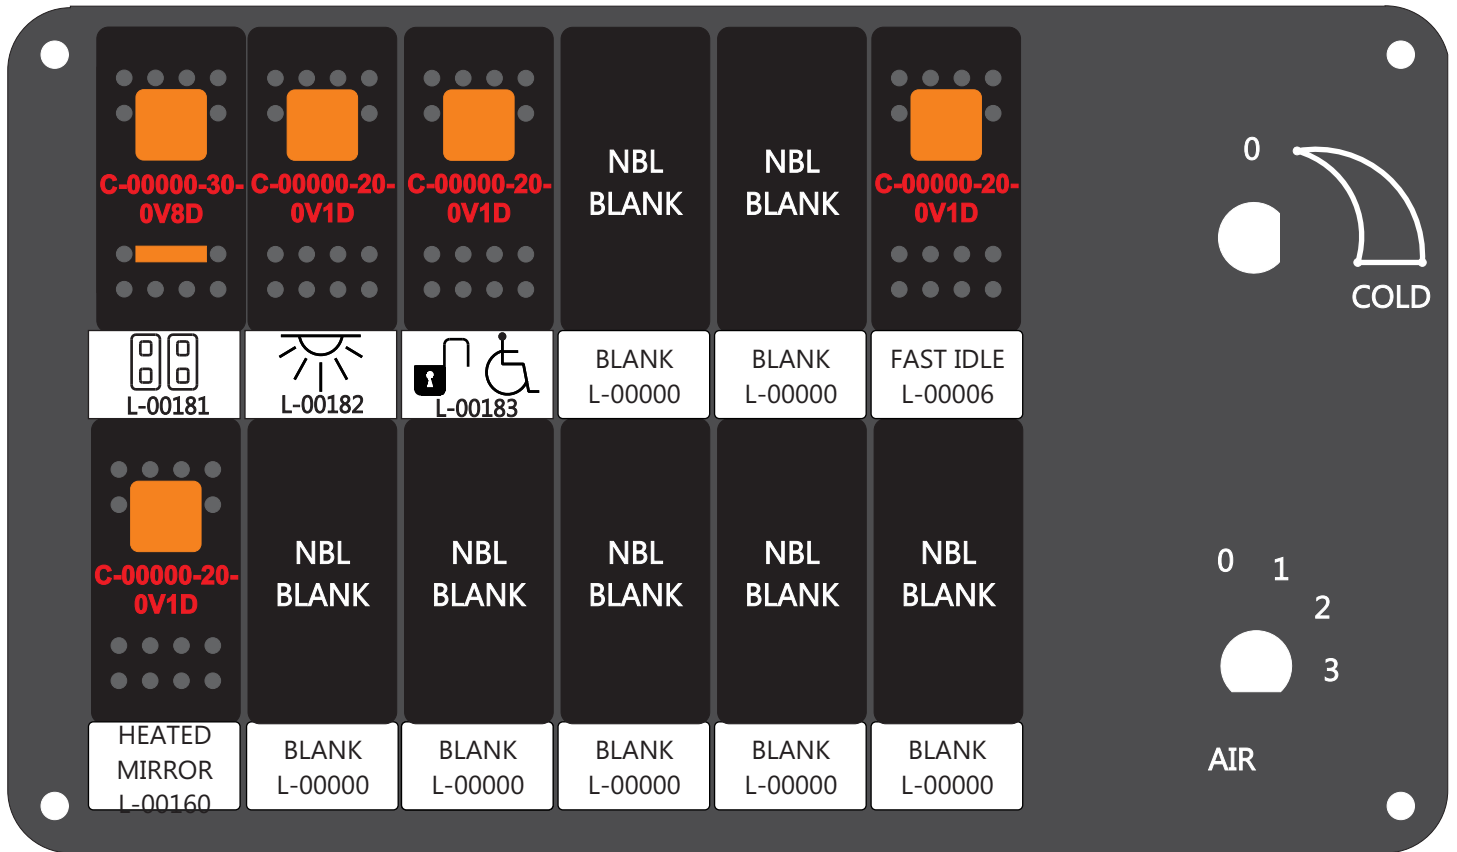 C-00000-30-
0V8D
C-00000-20-
0V1D
C-00000-20-
0V1D
NBL
BLANK
NBL
BLANK
C-00000-20-
0V1D
L-00181
L-00182
L-00183
BLANK
L-00000
BLANK
L-00000
FAST IDLE
L-00006
0
COLD
C-00000-20-
0V1D
NBL
BLANK
NBL
BLANK
NBL
BLANK
NBL
BLANK
NBL
BLANK
HEATED
MIRROR
L-00160
BLANK
L-00000
BLANK
L-00000
BLANK
L-00000
BLANK
L-00000
BLANK
L-00000
0
1
2
3
AIR